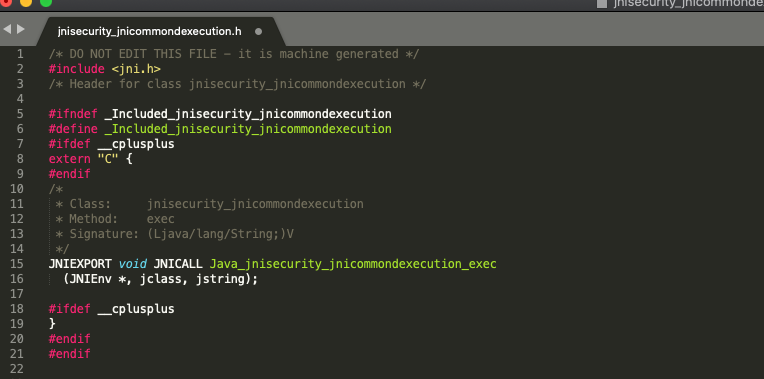 jnisecurity_jnicommondex
jnisecurity_jnicommondexecution.h
1 /* DO NOT EDIT THIS FILE - it is machine generated */
2 #include <jni.h>
3 /* Header for class jnisecurity_jnicommondexecution */
4
5 #ifndef _Included_jnisecurity_jnicommondexecution
6 #define _Included_jnisecurity_jnicommondexecution
7 #ifdef __cplusplus
8 extern "C" {
9 #endif
10 /*
11  * Class:     jnisecurity_jnicommondexecution
12  * Method:    exec
13  * Signature: (Ljava/lang/String;)V
14  */
15 JNIEXPORT void JNICALL Java_jnisecurity_jnicommondexecution_exec
16   (JNIEnv *, jclass, jstring);
17
18 #ifdef __cplusplus
19 }
20 #endif
21 #endif
22